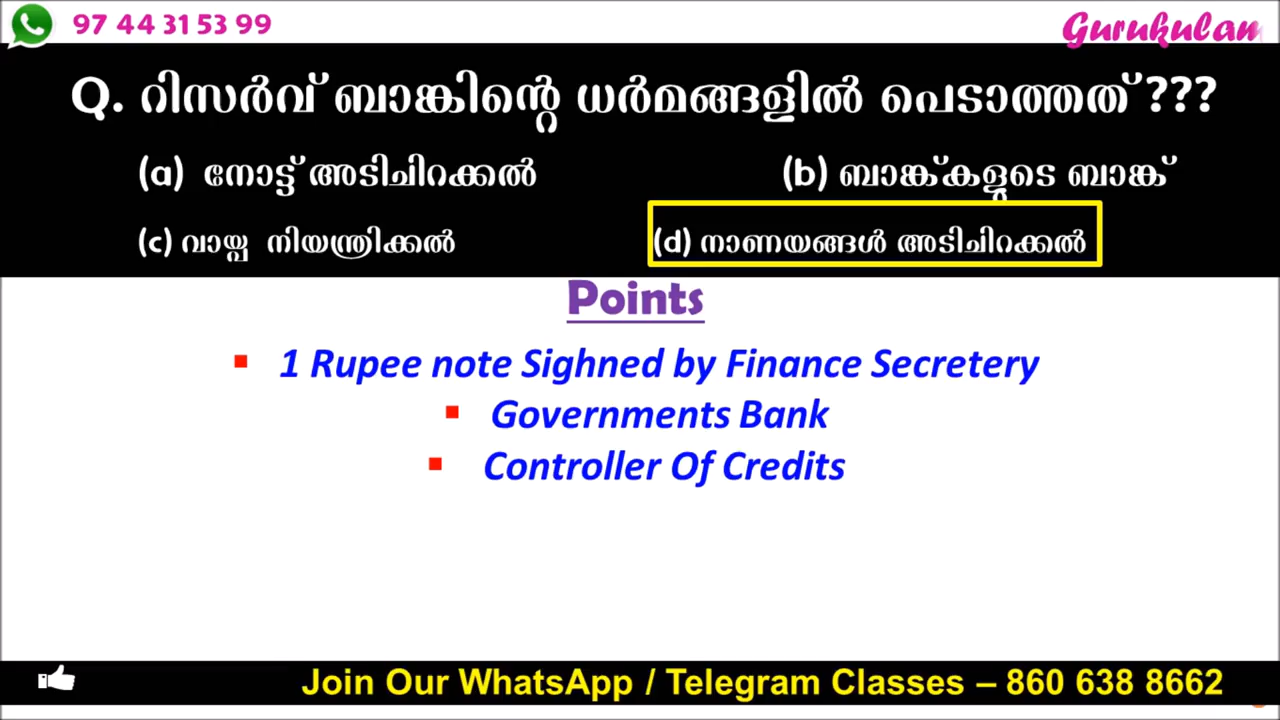 97 44 31 53 99
Gurukulam
Q. റിസർവ് ബാങ്കിന്റെ ധർമങ്ങളിൽ പെടാത്തത് ???
(a) നോട്ട് അടിചിറക്കൽ (b) ബാങ്ക്കളുടെ ബാങ്ക്
(c) വായ്പ നിയന്ത്രിക്കൽ (d) നാണയങ്ങൾ അടിചിറക്കൽ
Points
▪ 1 Rupee note Sighned by Finance Secretery
▪ Governments Bank
▪ Controller Of Credits
Join Our WhatsApp / Telegram Classes – 860 638 8662